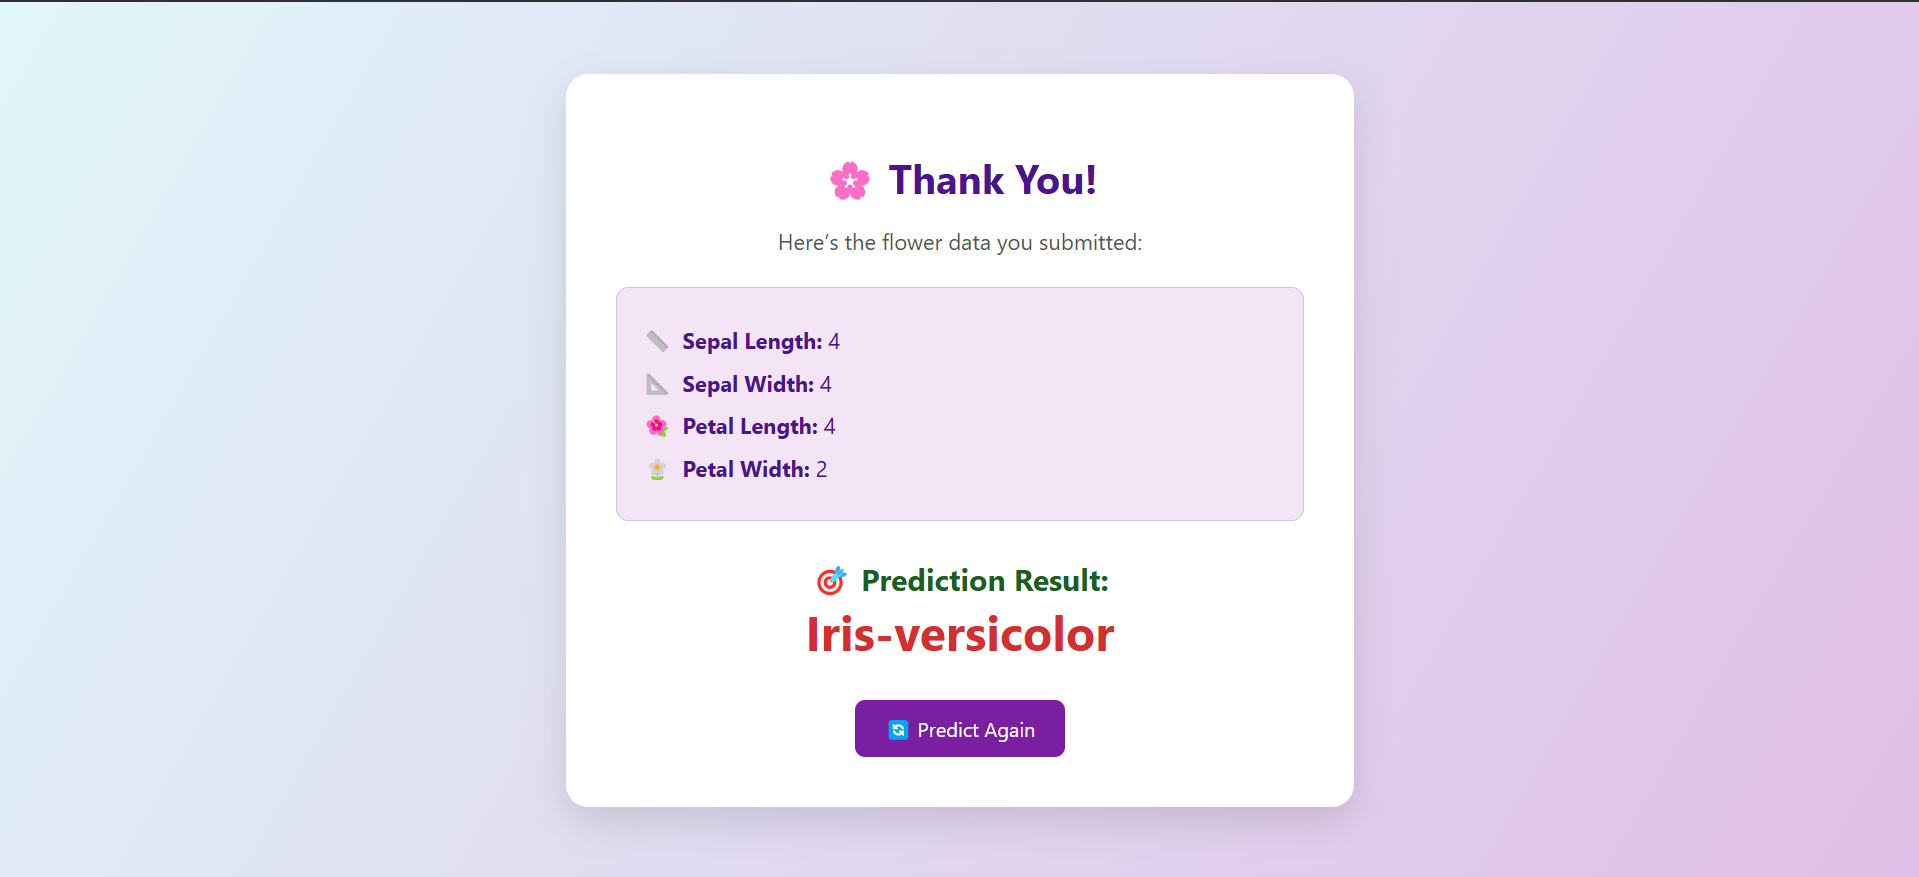 Thank You!
Here’s the flower data you submitted:
Sepal Length: 4
Sepal Width: 4
Petal Length: 4
Petal Width: 2
Prediction Result:
Iris-versicolor
Predict Again